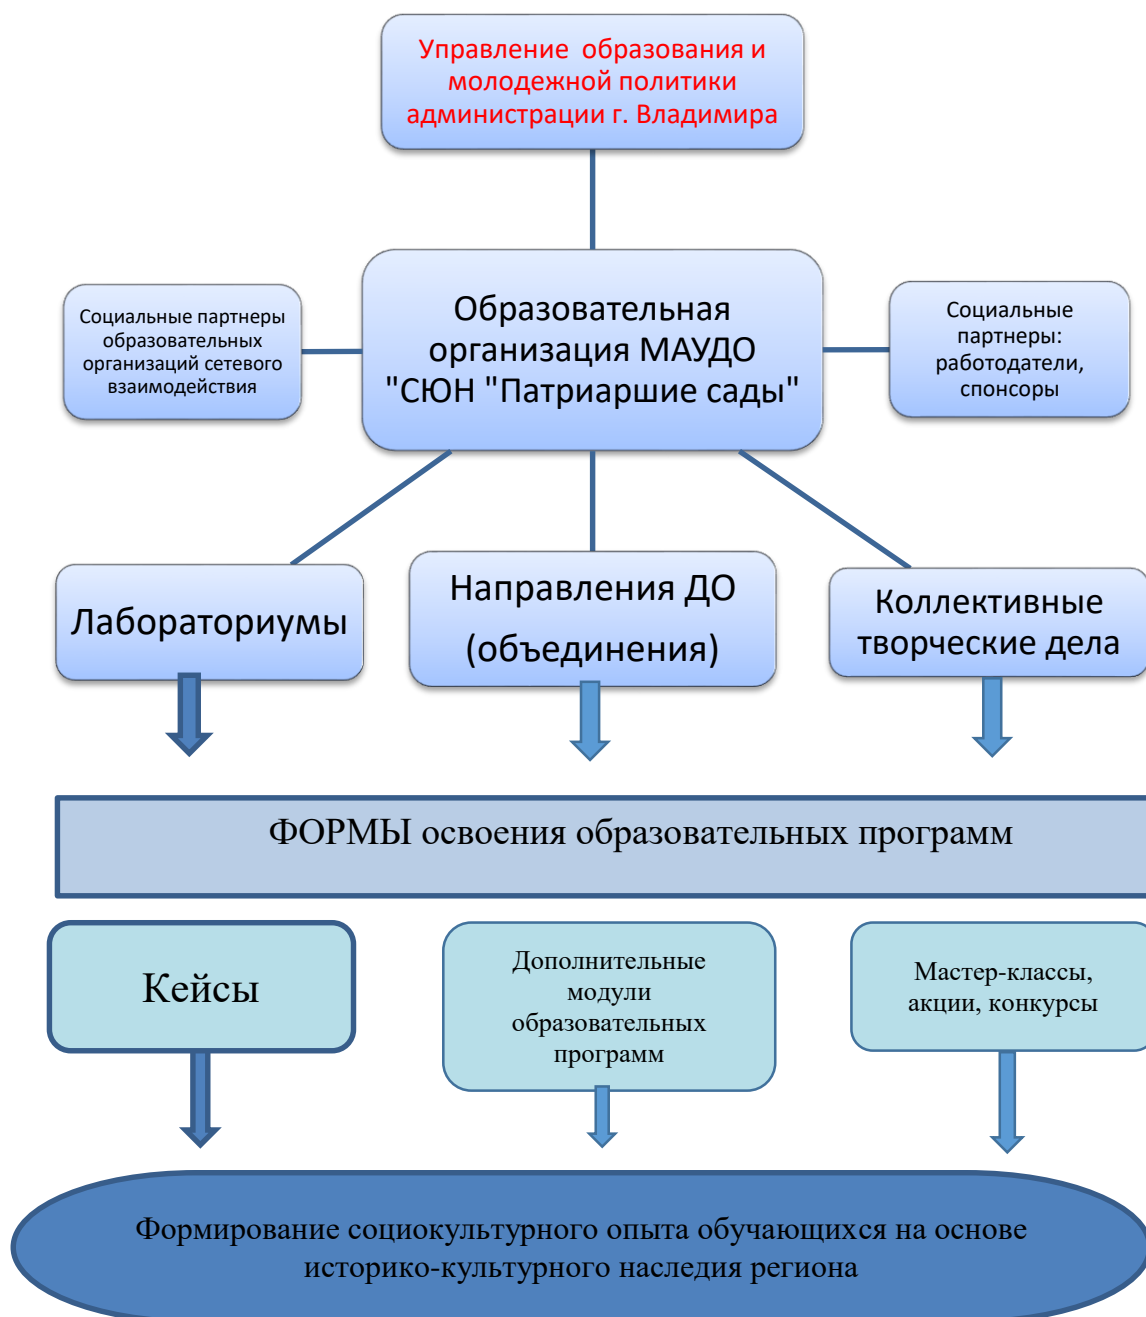 Управление образования и
молодежной политики
администрации г. Владимира
Социальные партнеры
образовательных
организаций сетевого
взаимодействия
Образовательная
организация МАУДО
"СЮН "Патриаршие сады"
Социальные
партнеры:
работодатели,
спонсоры
Лабораториумы
Направления ДО
(объединения)
Коллективные
творческие дела
ФОРМЫ освоения образовательных программ
Кейсы
Дополнительные
модули
образовательных
программ
Мастер-классы,
акции, конкурсы
Формирование социокультурного опыта обучающихся на основе
историко-культурного наследия региона